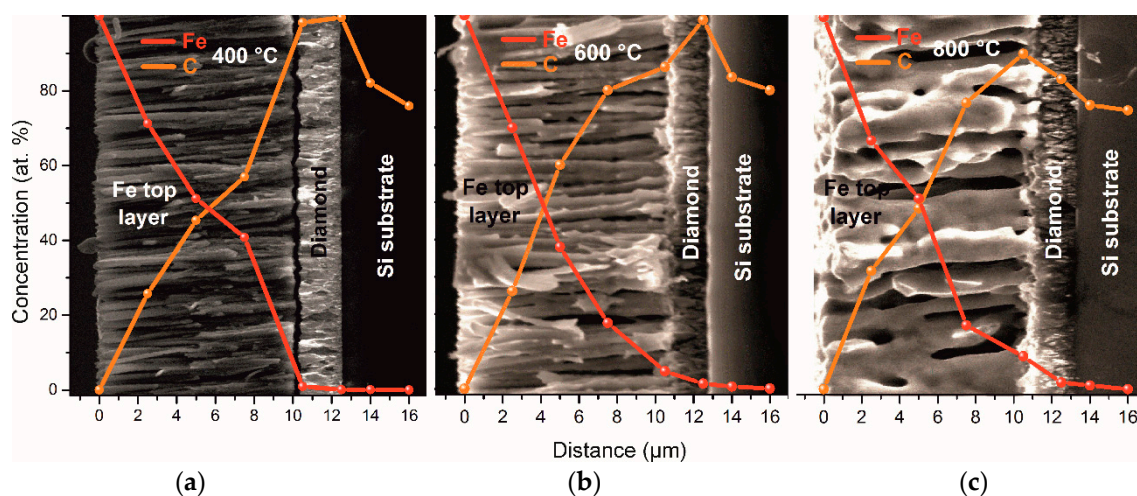 Concentration (at. %)
80
60
40
20
0
Fe
C
400 °C
Fe top
layer
Diamond
Si substrate
0 2 4 6 8 10 12 14 16
Fe
C
600 °C
Fe top
layer
Diamond
Si substrate
0 2 4 6 8 10 12 14 16
Fe
C
800 °C
Fe top
layer
Diamond
Si substrate
0 2 4 6 8 10 12 14 16
Distance (µm)
(a) (b) (c)